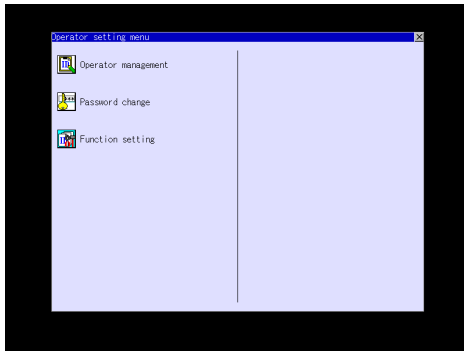 Operator setting menu
Operator management
Password change
Function setting